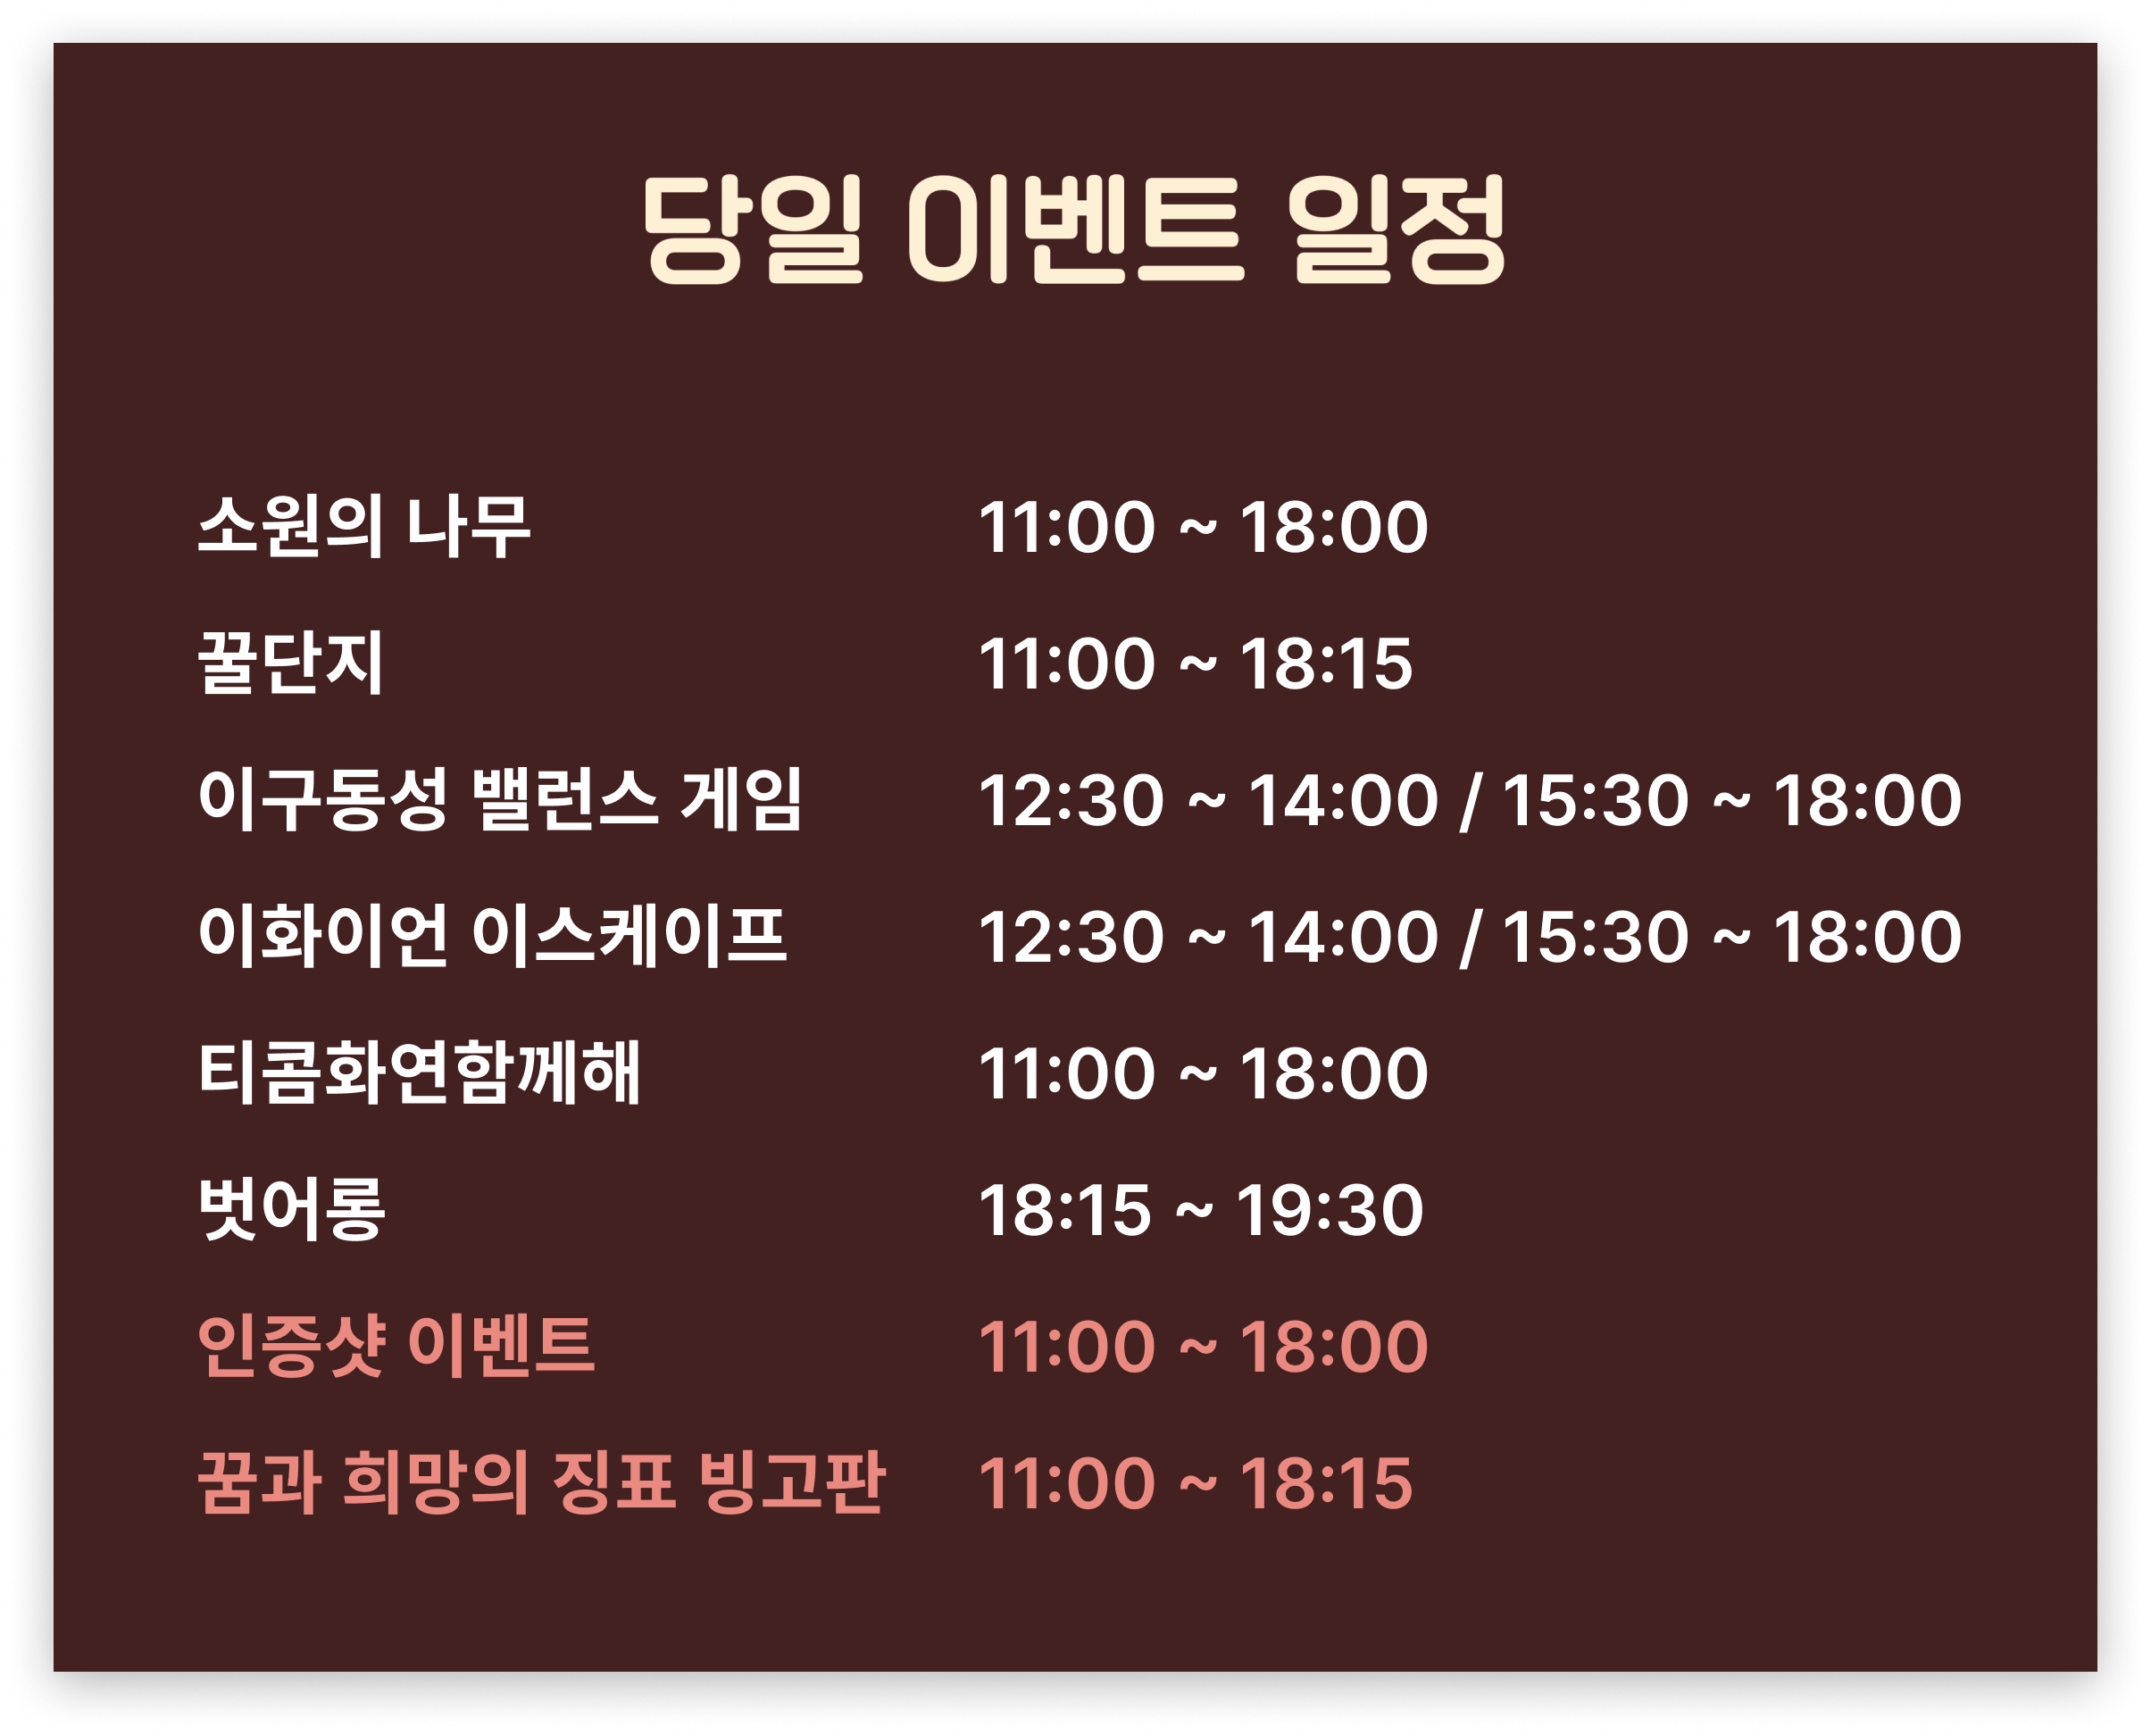 당일 이벤트 일정
소원의 나무 11:00 ~ 18:00
꿀단지 11:00 ~ 18:15
이구동성 밸런스 게임 12:30 ~ 14:00 / 15:30 ~ 18:00
이화이언 이스케이프 12:30 ~ 14:00 / 15:30 ~ 18:00
티콤화연함께해 11:00 ~ 18:00
벗어롱 18:15 ~ 19:30
인증샷 이벤트 11:00 ~ 18:00
꿈과 희망의 징표 빙고판 11:00 ~ 18:15